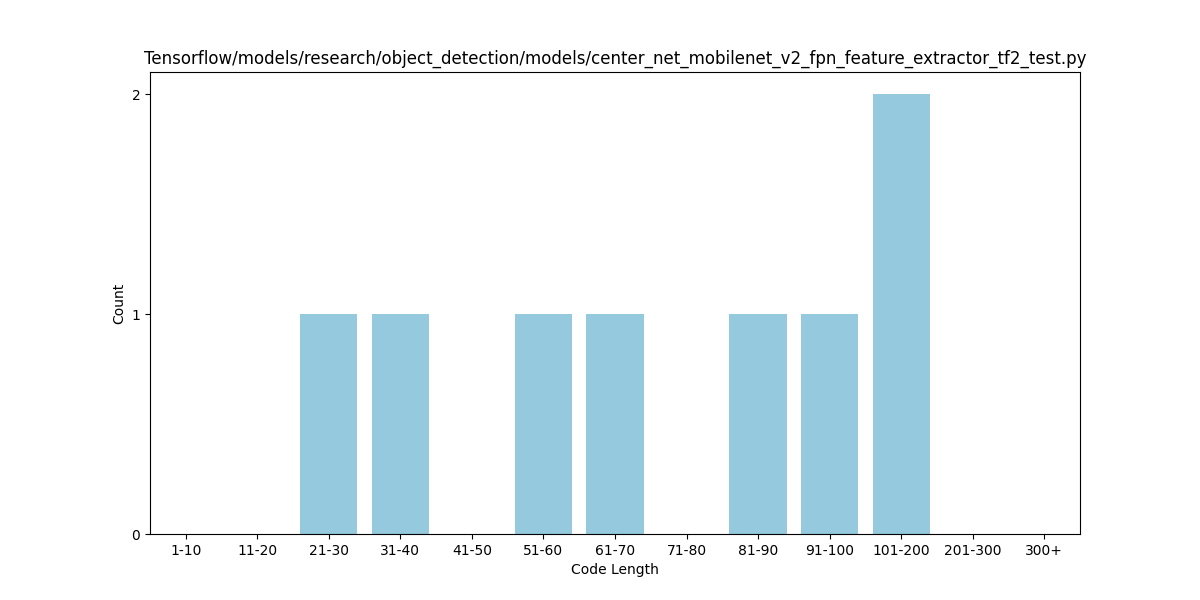 Tensorflow/models/research/object_detection/models/center_net_mobilenet_v2_fpn_feature_extractor_tf2_test.py
2
1
0
Count
1-10 11-20 21-30 31-40 41-50 51-60 61-70 71-80 81-90 91-100 101-200 201-300 300+
Code Length